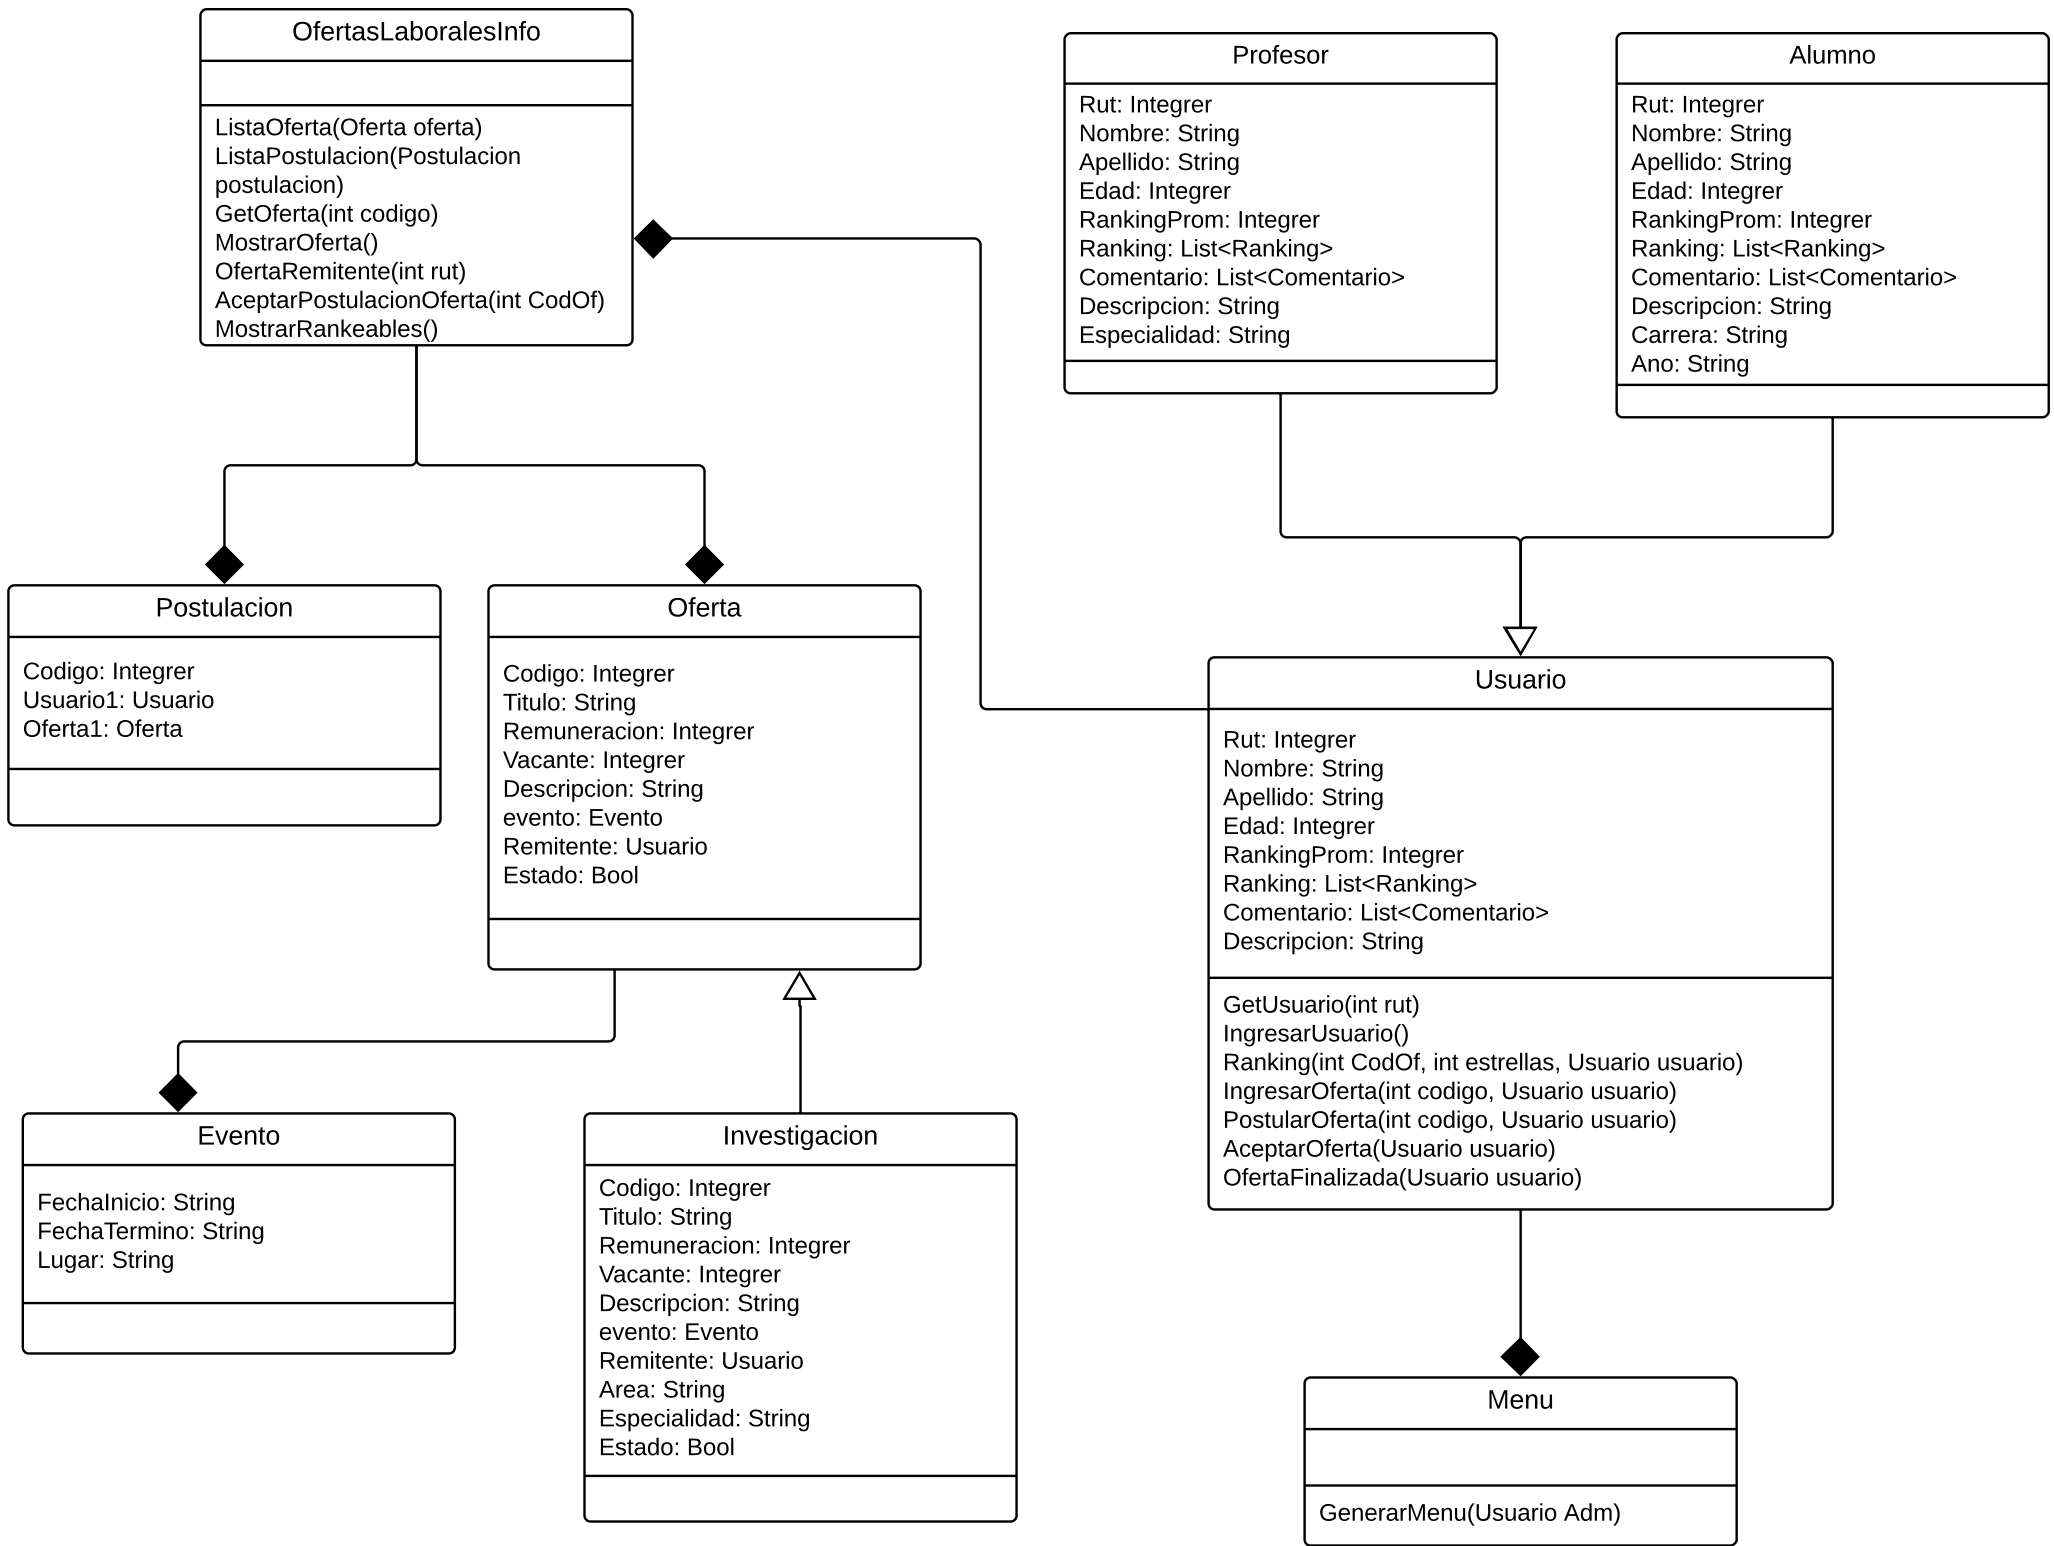 OfertasLaboralesInfo
ListaOferta(Oferta oferta)
ListaPostulacion(Postulacion
postulacion)
GetOferta(int codigo)
MostrarOferta()
OfertaRemitente(int rut)
AceptarPostulacionOferta(int CodOf)
MostrarRankeables()
Profesor
Rut: Integrer
Nombre: String
Apellido: String
Edad: Integrer
RankingProm: Integrer
Ranking: List<Ranking>
Comentario: List<Comentario>
Descripcion: String
Especialidad: String
Alumno
Rut: Integrer
Nombre: String
Apellido: String
Edad: Integrer
RankingProm: Integrer
Ranking: List<Ranking>
Comentario: List<Comentario>
Descripcion: String
Carrera: String
Ano: String
Postulacion
Codigo: Integrer
Usuario1: Usuario
Oferta1: Oferta
Oferta
Codigo: Integrer
Titulo: String
Remuneracion: Integrer
Vacante: Integrer
Descripcion: String
evento: Evento
Remitente: Usuario
Estado: Bool
Usuario
Rut: Integrer
Nombre: String
Apellido: String
Edad: Integrer
RankingProm: Integrer
Ranking: List<Ranking>
Comentario: List<Comentario>
Descripcion: String
GetUsuario(int rut)
IngresarUsuario()
Ranking(int CodOf, int estrellas, Usuario usuario)
IngresarOferta(int codigo, Usuario usuario)
PostularOferta(int codigo, Usuario usuario)
AceptarOferta(Usuario usuario)
OfertaFinalizada(Usuario usuario)
Evento
FechaInicio: String
FechaTermino: String
Lugar: String
Investigacion
Codigo: Integrer
Titulo: String
Remuneracion: Integrer
Vacante: Integrer
Descripcion: String
evento: Evento
Remitente: Usuario
Area: String
Especialidad: String
Estado: Bool
Menu
GenerarMenu(Usuario Adm)